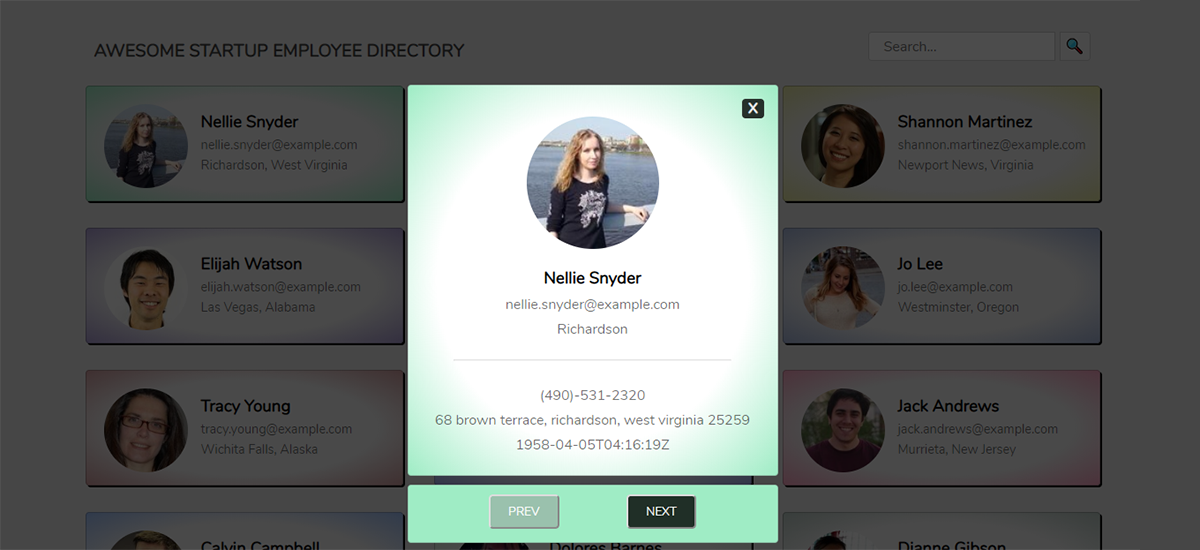 AWESOME STARTUP EMPLOYEE DIRECTORY
Search...
Nellie Snyder
nellie.snyder@example.com
Richardson, West Virginia
X
Nellie Snyder
nellie.snyder@example.com
Richardson
(490)-531-2320
68 brown terrace, richardson, west virginia 25259
1958-04-05T04:16:19Z
PREV
NEXT
Shannon Martinez
shannon.martinez@example.com
Newport News, Virginia
Elijah Watson
elijah.watson@example.com
Las Vegas, Alabama
Jo Lee
jo.lee@example.com
Westminster, Oregon
Tracy Young
tracy.young@example.com
Wichita Falls, Alaska
Jack Andrews
jack.andrews@example.com
Murrieta, New Jersey
Calvin Campbell
Dolores Barnes
Dianne Gibson